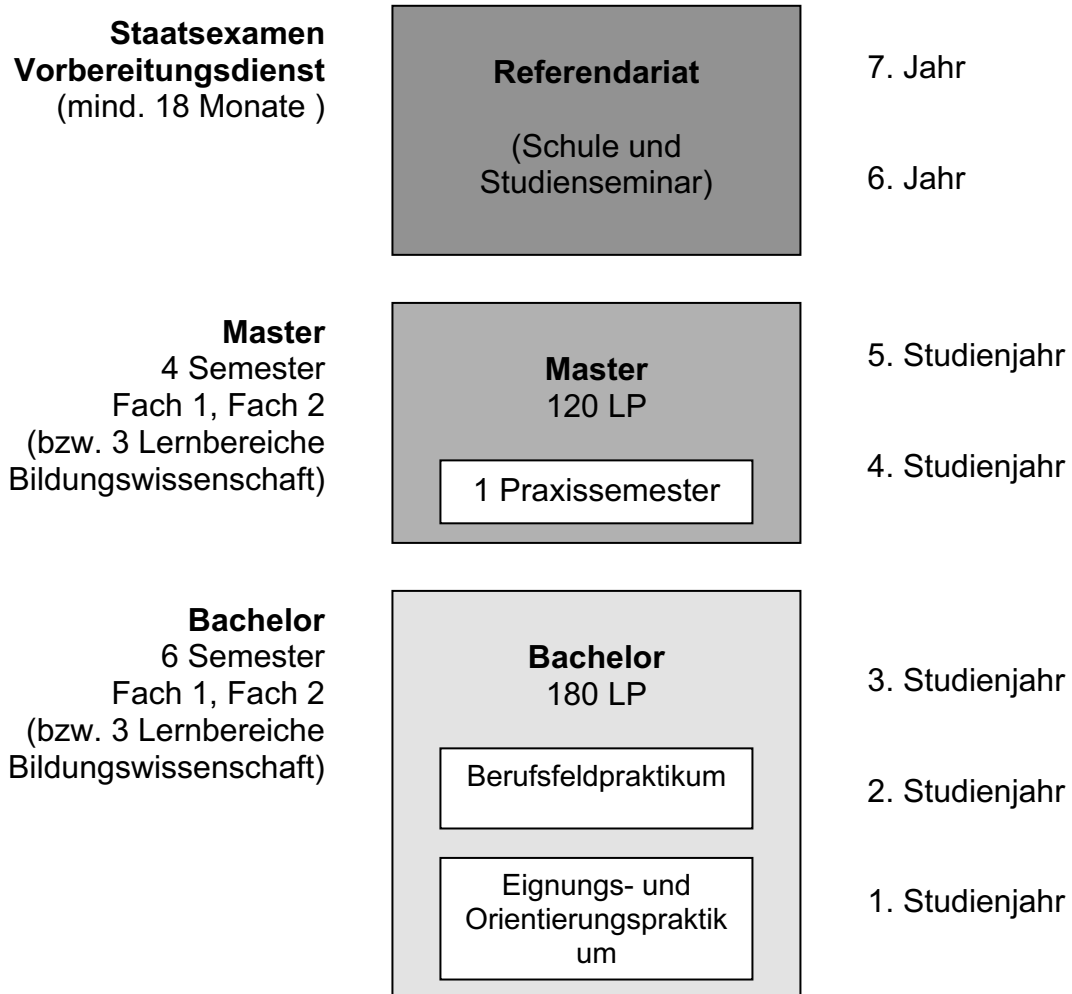 Staatsexamen
Vorbereitungsdienst
(mind. 18 Monate )
Referendariat
(Schule und
Studienseminar)
7. Jahr
6. Jahr
Master
4 Semester
Fach 1, Fach 2
(bzw. 3 Lernbereiche
Bildungswissenschaft)
Master
120 LP
1 Praxissemester
5. Studienjahr
4. Studienjahr
Bachelor
6 Semester
Fach 1, Fach 2
(bzw. 3 Lernbereiche
Bildungswissenschaft)
Bachelor
180 LP
Berufsfeldpraktikum
Eignungs- und
Orientierungspraktik
um
3. Studienjahr
2. Studienjahr
1. Studienjahr